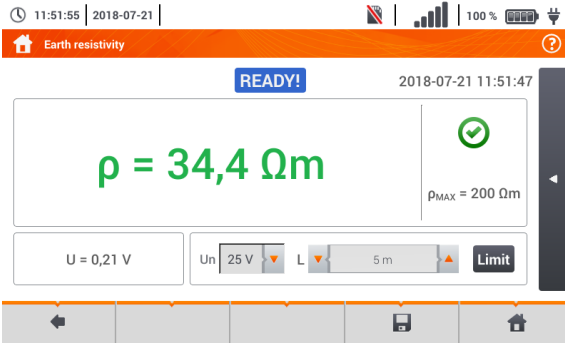 11:51:55 2018-07-21 100 %
Earth resistivity ?
READY! 2018-07-21 11:51:47
ρ = 34,4 Ωm
ρMAX = 200 Ωm
U = 0,21 V Un 25 V L 5 m Limit